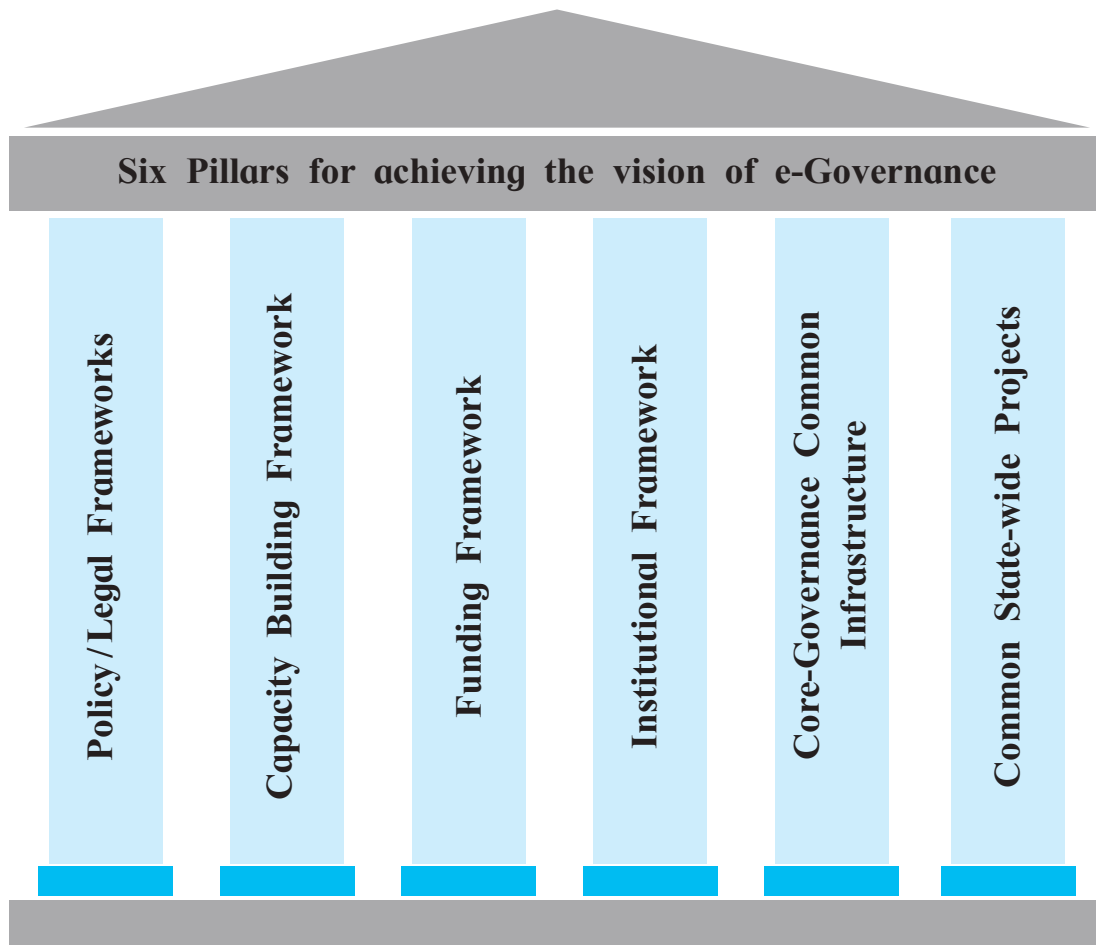 Six Pillars for achieving the vision of e-Governance
Policy/Legal Frameworks
Capacity Building Framework
Funding Framework
Institutional Framework
Core-Governance Common
Infrastructure
Common State-wide Projects